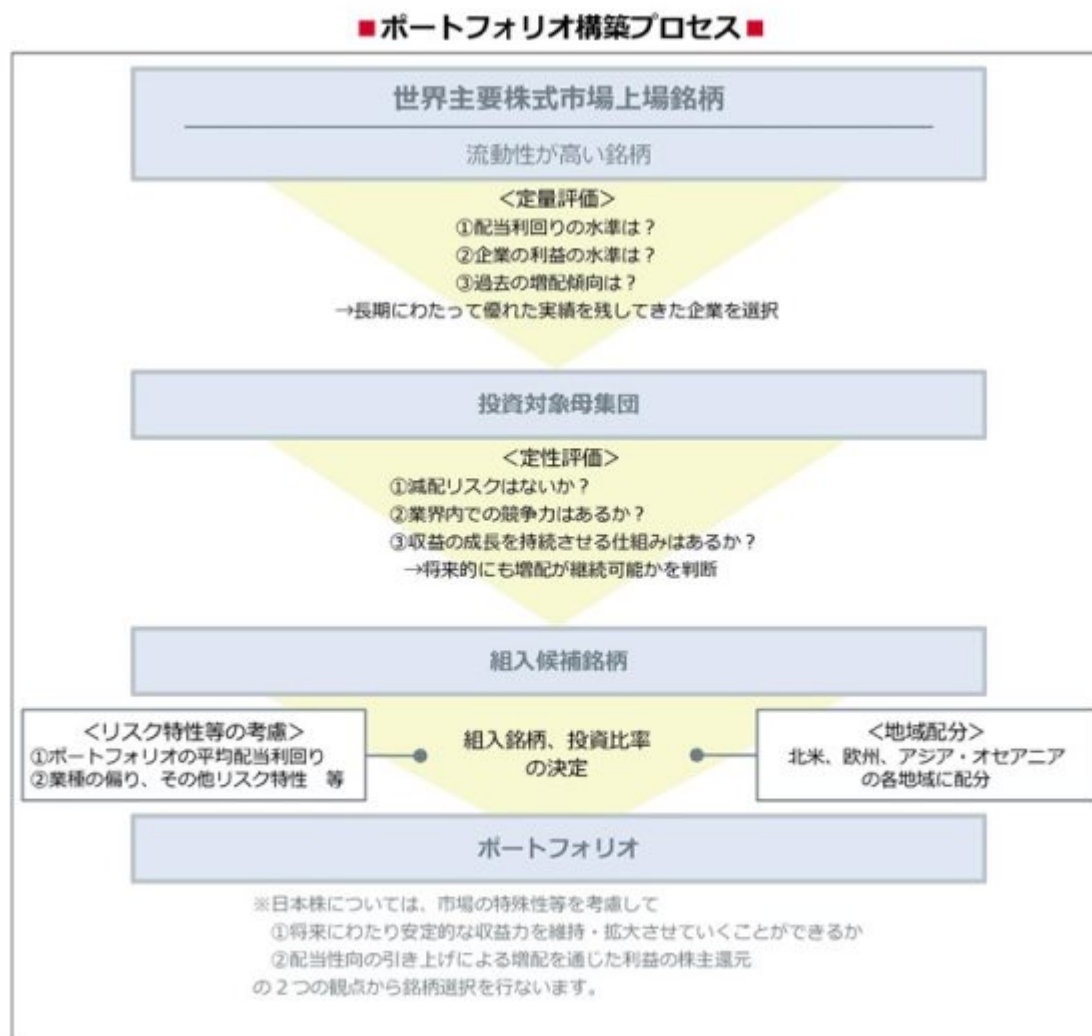 ■ポートフォリオ構築プロセス■
世界主要株式市場上場銘柄
流動性が高い銘柄
＜定量評価＞
①配当利回りの水準は？
②企業の利益の水準は？
③過去の増配傾向は？
→長期にわたって優れた実績を残してきた企業を選択
投資対象母集団
＜定性評価＞
①減配リスクはないか？
②業界内での競争力はあるか？
③収益の成長を持続させる仕組みはあるか？
→将来的にも増配が継続可能かを判断
組入候補銘柄
＜リスク特性等の考慮＞
①ポートフォリオの平均配当利回り
②業種の偏り、その他リスク特性　等
組入銘柄、投資比率
の決定
＜地域配分＞
北米、欧州、アジア・オセアニア
の各地域に配分
ポートフォリオ
※日本株については、市場の特殊性等を考慮して
①将来にわたり安定的な収益力を維持・拡大させていくことができるか
②配当性向の引き上げによる増配を通じた利益の株主還元
の２つの観点から銘柄選択を行ないます。